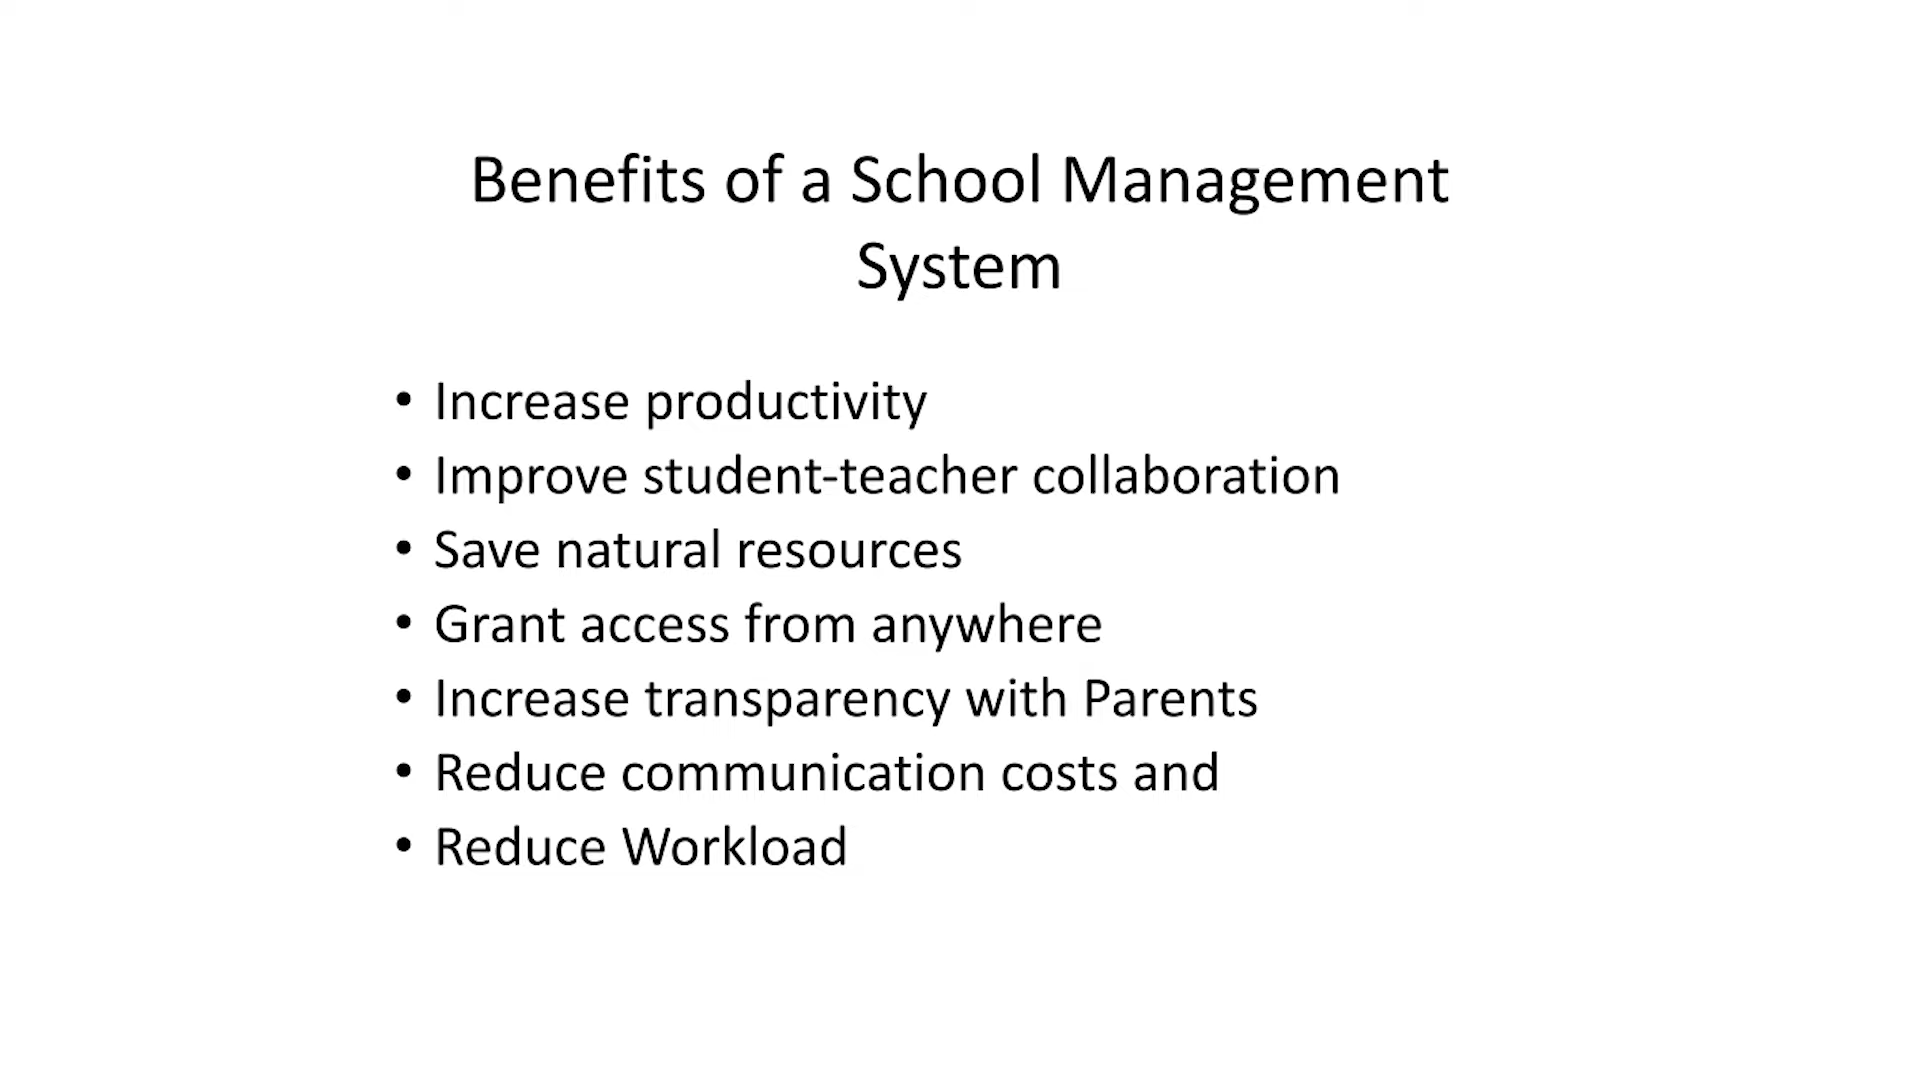 Benefits of a School Management
System
• Increase productivity
• Improve student-teacher collaboration
• Save natural resources
• Grant access from anywhere
• Increase transparency with Parents
• Reduce communication costs and
• Reduce Workload